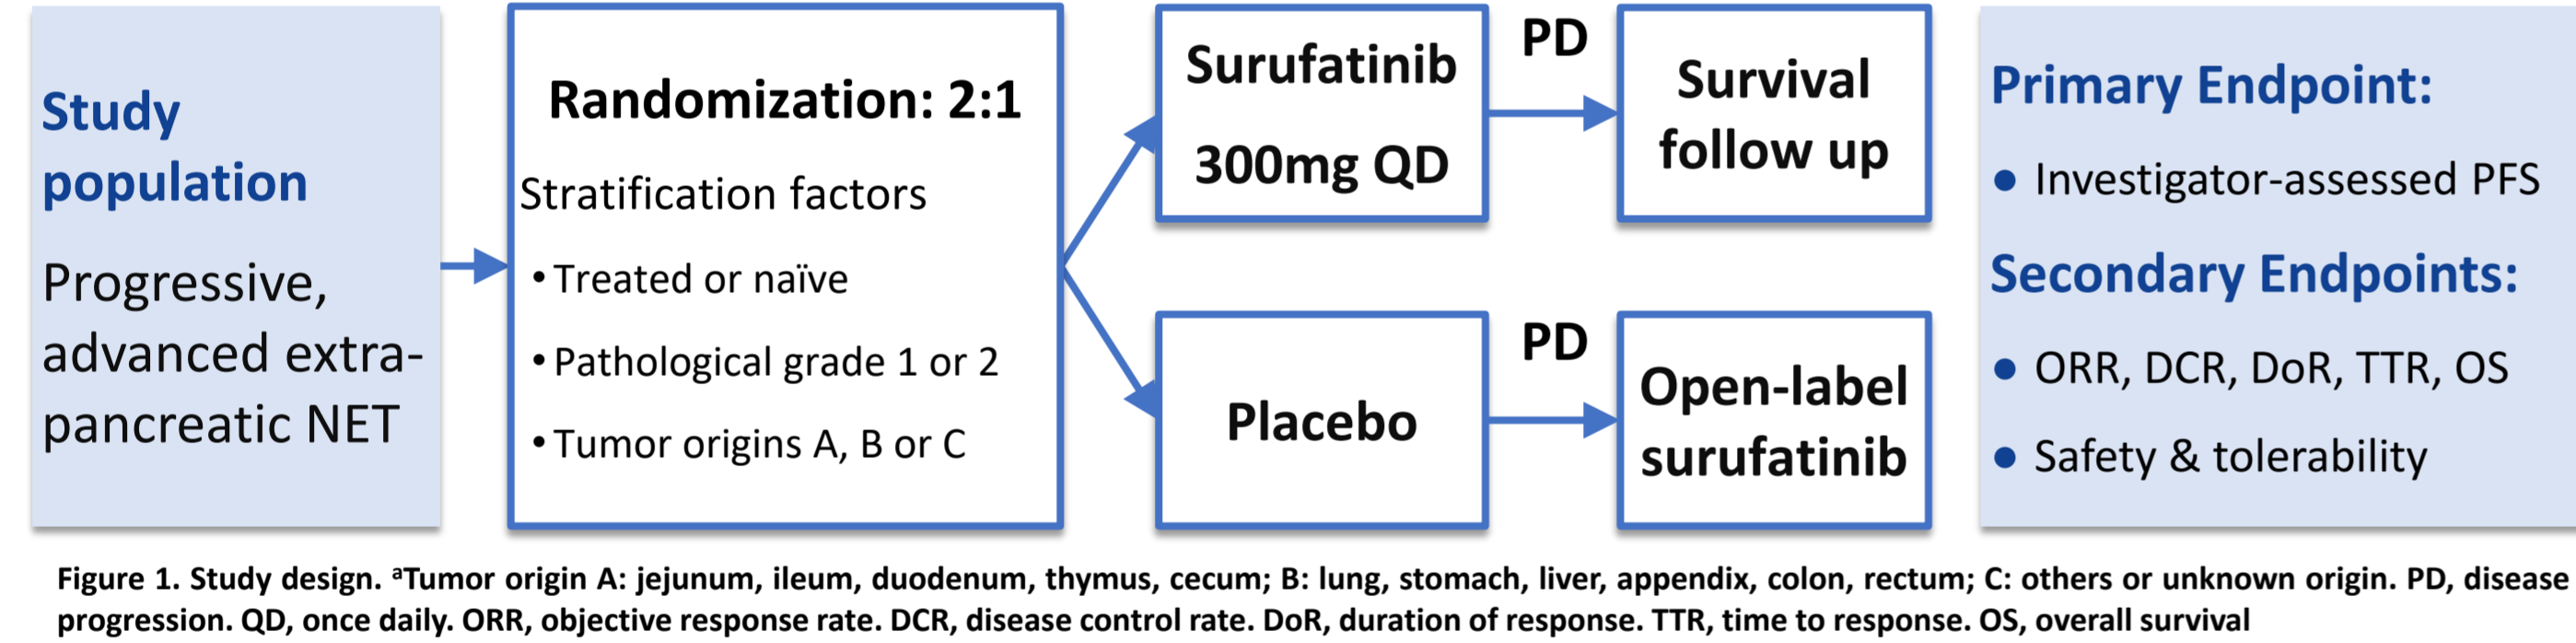 Study
population
Progressive,
advanced extra-
pancreatic NET
Randomization: 2:1
Stratification factors
• Treated or naïve
• Pathological grade 1 or 2
• Tumor origins A, B or C
Surufatinib
300mg QD
PD
Survival
follow up
Placebo
PD
Open-label
surufatinib
Primary Endpoint:
● Investigator-assessed PFS
Secondary Endpoints:
● ORR, DCR, DoR, TTR, OS
● Safety & tolerability
Figure 1. Study design. ᵃTumor origin A: jejunum, ileum, duodenum, thymus, cecum; B: lung, stomach, liver, appendix, colon, rectum; C: others or unknown origin. PD, disease
progression. QD, once daily. ORR, objective response rate. DCR, disease control rate. DoR, duration of response. TTR, time to response. OS, overall survival